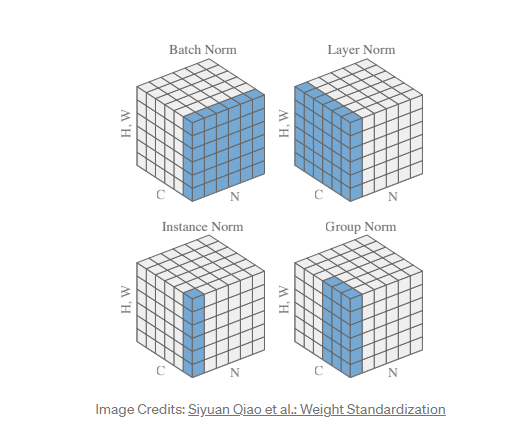 Batch Norm
Layer Norm
H, W
C
N
H, W
C
N
Instance Norm
Group Norm
H, W
C
N
H, W
C
N
Image Credits: Siyuan Qiao et al.: Weight Standardization